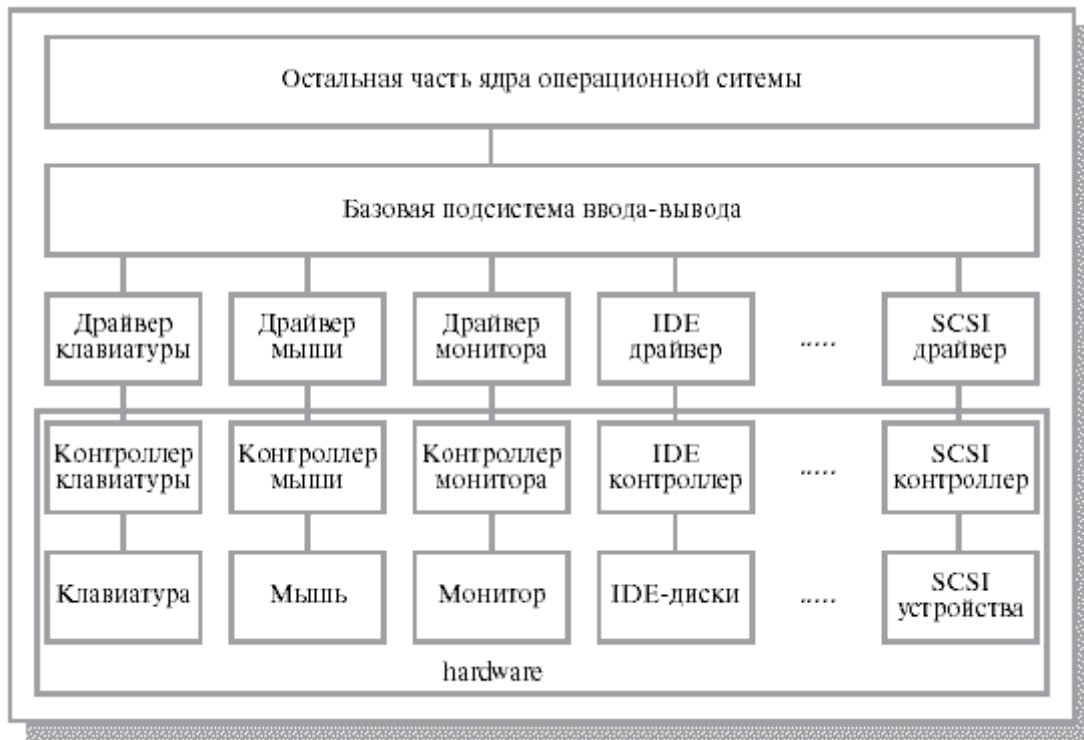 Остальная часть ядра операционной ситемы
Базовая подсистема ввода-вывода
Драйвер
клавиатуры
Драйвер
мыши
Драйвер
монитора
IDE
драйвер
.....
SCSI
драйвер
Контроллер
клавиатуры
Контроллер
мыши
Контроллер
монитора
IDE
контроллер
.....
SCSI
контроллер
Клавиатура
Мышь
Монитор
IDE-диски
.....
SCSI
устройства
hardware